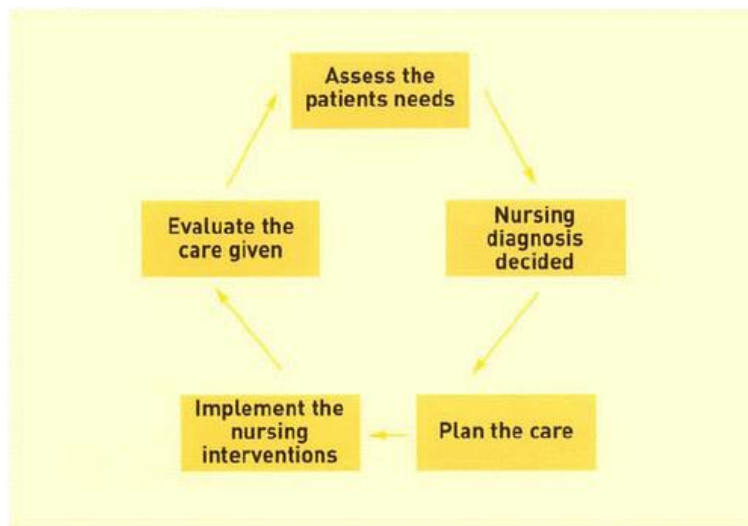 Assess the
patients needs
Nursing
diagnosis
decided
Plan the care
Implement the
nursing
interventions
Evaluate the
care given